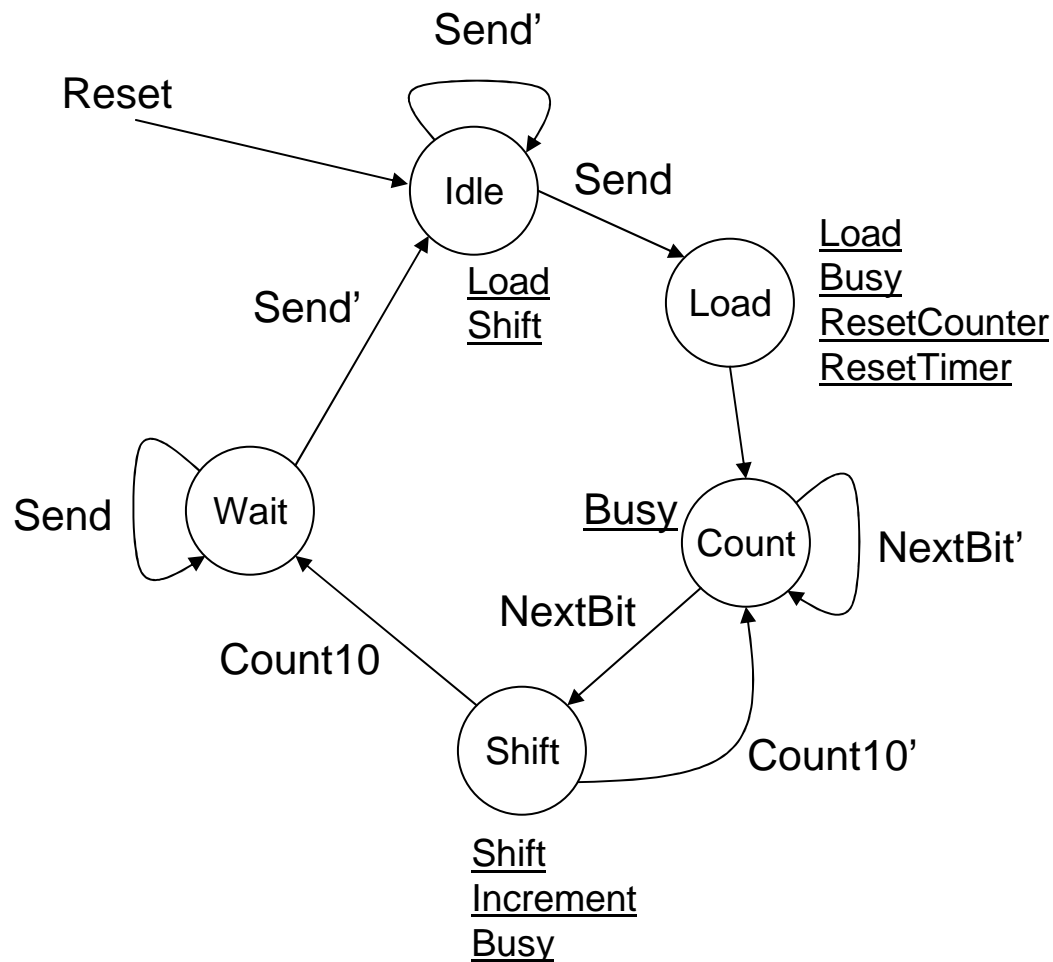 Send’
Reset
Idle
Send
Load
Shift
Load
Load
Busy
ResetCounter
ResetTimer
Send’
Send
Wait
Busy
Count
NextBit’
NextBit
Count10
Shift
Count10’
Shift
Increment
Busy